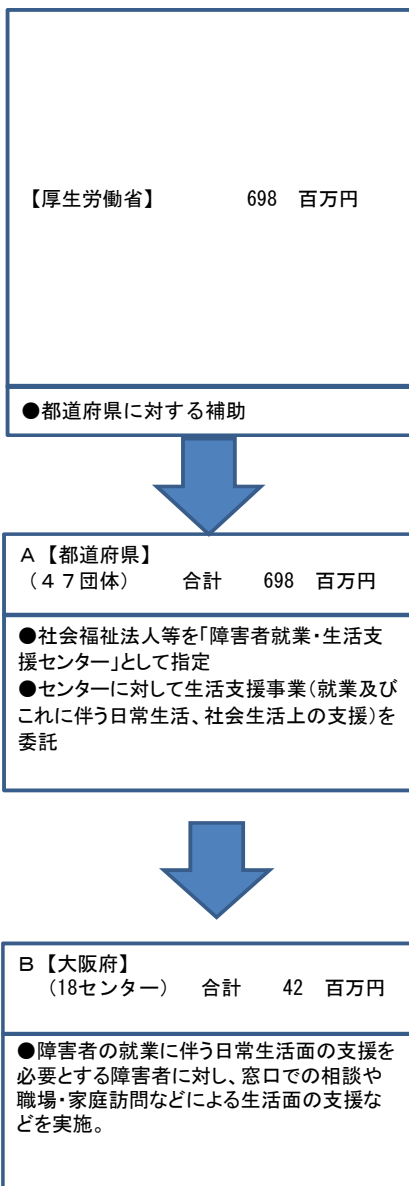 【厚生労働省】 698 百万円
●都道府県に対する補助
A 【都道府県】
(47団体) 合計 698 百万円
●社会福祉法人等を「障害者就業・生活支
援センター」として指定
●センターに対して生活支援事業(就業及び
これに伴う日常生活、社会生活上の支援)を
委託
B 【大阪府】
(18センター) 合計 42 百万円
●障害者の就業に伴う日常生活面の支援を
必要とする障害者に対し、窓口での相談や
職場・家庭訪問などによる生活面の支援な
どを実施。